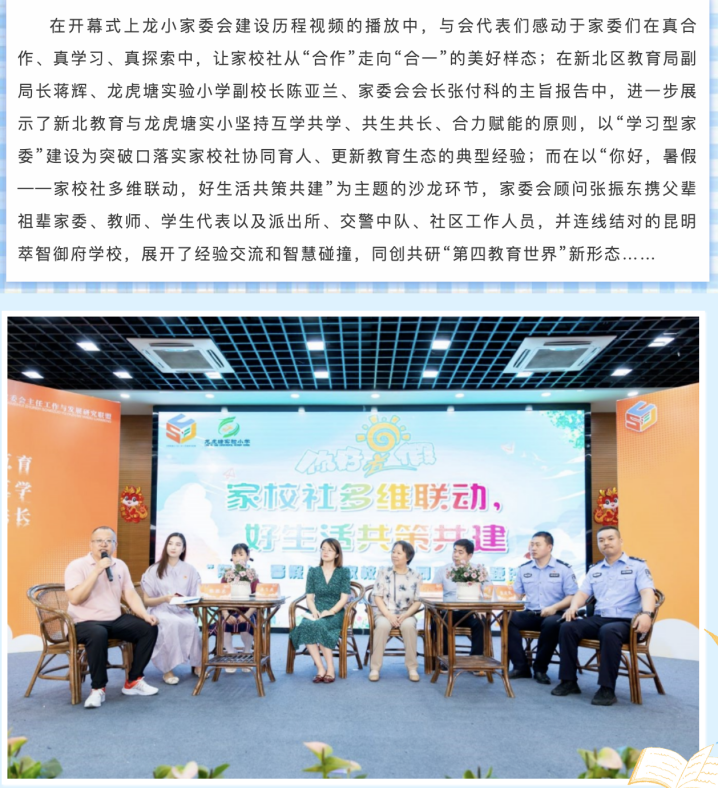 在开幕式上龙小家委会建设历程视频的播放中，与会代表们感动于家委们在真合
作、真学习、真探索中，让家校社从“合作”走向“合一”的美好样态；在新北区教育局副
局长蒋辉、龙虎塘实验小学副校长陈亚兰、家委会会长张付科的主旨报告中，进一步展
示了新北教育与龙虎塘实小坚持互学共学、共生共长、合力赋能的原则，以“学习型家
委”建设为突破口落实家校社协同育人、更新教育生态的典型经验；而在以“你好，暑假
——家校社多维联动，好生活共策共建”为主题的沙龙环节，家委会顾问张振东携父辈
祖辈家委、教师、学生代表以及派出所、交警中队、社区工作人员，并连线结对的昆明
萃智御府学校，展开了经验交流和智慧碰撞，同创共研“第四教育世界”新形态……
委会主任工作与发展研究联盟
龙虎塘实验小学
你好 暑假
家校社多维联动，
好生活共策共建